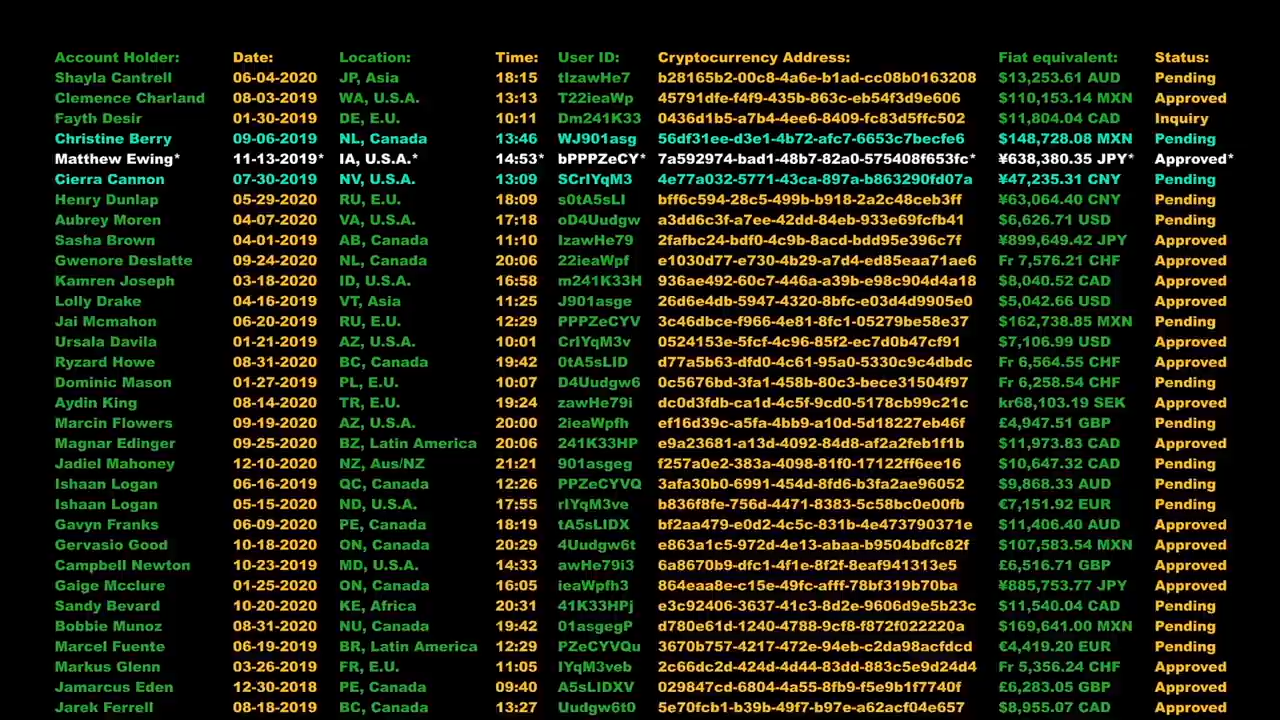 Account Holder: Date: Location: Time: User ID: Cryptocurrency Address: Fiat equivalent: Status:
Shayla Cantrell 06-04-2020 JP, Asia 18:15 tIzawHe7 b28165b2-00c8-4a6e-b1ad-cc08b0163208 $13,253.61 AUD Pending
Clemence Charland 08-03-2019 WA, U.S.A. 13:13 T22ieaWp 45791dfe-f4f9-435b-863c-eb54f3d9e606 $110,153.14 MXN Approved
Fayth Desir 01-30-2019 DE, E.U. 10:11 Dm241K33 0436d1b5-a7b4-4ee6-8409-fc83d5ffc502 $11,804.04 CAD Inquiry
Christine Berry 09-06-2019 NL, Canada 13:46 WJ901asg 56df31ee-d3e1-4b72-afc7-6653c7becfe6 $148,728.08 MXN Pending
Matthew Ewing* 11-13-2019* IA, U.S.A.* 14:53* bPPPZeCY* 7a592974-bad1-48b7-82a0-575408f653fc* ¥638,380.35 JPY* Approved*
Cierra Cannon 07-30-2020 NV, U.S.A. 13:09 SCrIYqM3 4e77a032-5771-43ca-897a-b863290fd07a ¥47,235.31 CNY Pending
Henry Dunlap 05-29-2020 RU, E.U. 18:09 s0tA5sLI bff6c594-28c5-499b-b918-2a2c48ceb3ff ¥63,064.40 CNY Pending
Aubrey Moren 04-07-2020 VA, U.S.A. 17:18 oD4Uudgw a3dd6c3f-a7ee-42dd-84eb-933e69fcfb41 $6,626.71 USD Pending
Sasha Brown 04-01-2019 AB, Canada 11:10 IzawHe79 2fafbc24-bdf0-4c9b-8acd-bdd95e396c7f ¥899,649.42 JPY Approved
Gwenore Deslatte 09-24-2020 NL, Canada 20:06 22ieaWpf e1030d77-e730-4b29-a7d4-ed85eaa71ae6 Fr 7,576.21 CHF Approved
Kamren Joseph 03-18-2020 ID, U.S.A. 16:58 m241K33H 936ae492-60c7-446a-a39b-e98c904d4a18 $8,040.52 CAD Approved
Lolly Drake 04-16-2019 VT, Asia 11:25 J901asge 26d6e4db-5947-4320-8bfc-e03d4d9905e0 $5,042.66 USD Approved
Jai Mcmahon 06-20-2019 RU, E.U. 12:29 PPPZeCYV 3c46dbce-f966-4e81-8fc1-05279be58e37 $162,738.85 MXN Pending
Ursala Davila 01-21-2019 AZ, U.S.A. 10:01 CrIYqM3v 0524153e-5fcf-4c96-85f2-ec7d0b47cf91 $7,106.99 USD Approved
Ryzard Howe 08-31-2020 BC, Canada 19:42 0tA5sLID d77a5b63-dfd0-4c61-95a0-5330c9c4dbdc Fr 6,564.55 CHF Approved
Dominic Mason 01-27-2019 PL, E.U. 10:07 D4Uudgw6 0c5676bd-3fa1-458b-80c3-bece31504f97 Fr 6,258.54 CHF Pending
Aydin King 08-14-2020 TR, E.U. 19:24 zawHe79i dc0d3fdb-ca1d-4c5f-9cd0-5178cb99c21c kr68,103.19 SEK Approved
Marcin Flowers 09-19-2020 AZ, U.S.A. 20:00 2ieaWpfh ef16d39c-a5fa-4bb9-a10d-5d18227eb46f £4,947.51 GBP Pending
Magnar Edinger 09-25-2020 BZ, Latin America 20:06 241K33HP e9a23681-a13d-4092-84d8-af2a2feb1f1b $11,973.83 CAD Approved
Jadiel Mahoney 12-10-2020 NZ, Aus/NZ 21:21 901asgeg f257a0e2-383a-4098-81f0-17122ff6ee16 $10,647.32 CAD Pending
Ishaan Logan 06-16-2019 QC, Canada 12:26 PPZeCYVQ 3afa30b0-6991-454d-8fd6-b3fa2ae96052 $9,868.33 AUD Pending
Ishaan Logan 05-15-2020 ND, U.S.A. 17:55 rIYqM3ve b836f8fe-756d-4471-8383-5c58bc0e00fb €7,151.92 EUR Pending
Gavyn Franks 06-09-2020 PE, Canada 18:19 tA5sLIDX bf2aa479-e0d2-4c5c-831b-4e473790371e $11,406.40 AUD Approved
Gervasio Good 10-18-2020 ON, Canada 20:29 4Uudgw6t e863a1c5-972d-4e13-abaa-b9504bdfc82f $107,583.54 MXN Pending
Campbell Newton 10-23-2019 MD, U.S.A. 14:33 awHe79i3 6a8670b9-dfc1-4f1e-8f2f-8eaf941313e5 £6,516.71 GBP Approved
Gaige Mcclure 01-25-2020 ON, Canada 16:05 ieaWpfh3 864eaa8e-c15e-49fc-afff-78bf319b70ba ¥885,753.77 JPY Approved
Sandy Bevard 10-20-2020 KE, Africa 20:31 41K33HPj e3c92406-3637-41c3-8d2e-9606d9e5b23c $11,540.04 CAD Pending
Bobbie Munoz 08-31-2020 NU, Canada 19:42 01asgegP d780e61d-1240-4788-9cf8-f872f022220a $169,641.00 MXN Pending
Marcel Fuente 06-19-2019 BR, Latin America 12:29 PZeCYVQu 3670b757-4217-472e-94eb-c2da98acfdcd €4,419.20 EUR Pending
Markus Glenn 03-26-2019 FR, E.U. 11:05 IYqM3veb 2c66dc2d-424d-4d44-83dd-883c5e9d24d4 Fr 5,356.24 CHF Approved
Jamarcus Eden 12-30-2018 PE, Canada 09:40 A5sLIDXV 029847cd-6804-4a55-8fb9-f5e9b1f7740f £6,283.05 GBP Approved
Jarek Ferrell 08-18-2019 BC, Canada 13:27 Uudgw6t0 5e70fcb1-b39b-49f7-b97e-a62acf04e657 $8,955.07 CAD Approved